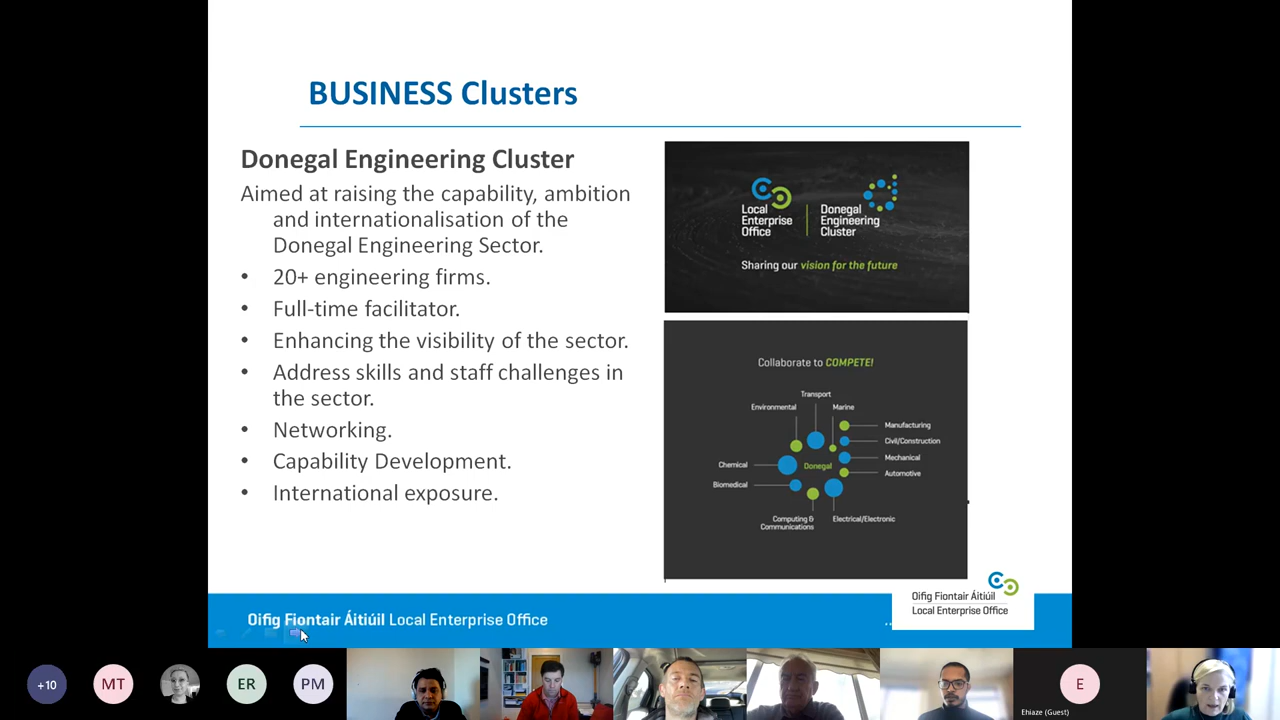 BUSINESS Clusters
Donegal Engineering Cluster
Aimed at raising the capability, ambition
and internationalisation of the
Donegal Engineering Sector.
• 20+ engineering firms.
• Full-time facilitator.
• Enhancing the visibility of the sector.
• Address skills and staff challenges in
the sector.
• Networking.
• Capability Development.
• International exposure.
Local
Enterprise
Office
Donegal
Engineering
Cluster
Sharing our vision for the future
Collaborate to COMPETE!
Transport
Environmental
Marine
Manufacturing
Civil/Construction
Mechanical
Automotive
Chemical
Donegal
Biomedical
Computing &
Communications
Electrical/Electronic
Oifig Fiontair Áitiúil Local Enterprise Office
..
Oifig Fiontair Áitiúil
Local Enterprise Office
+10
MT
ER
PM
E
Ehiaze (Guest)